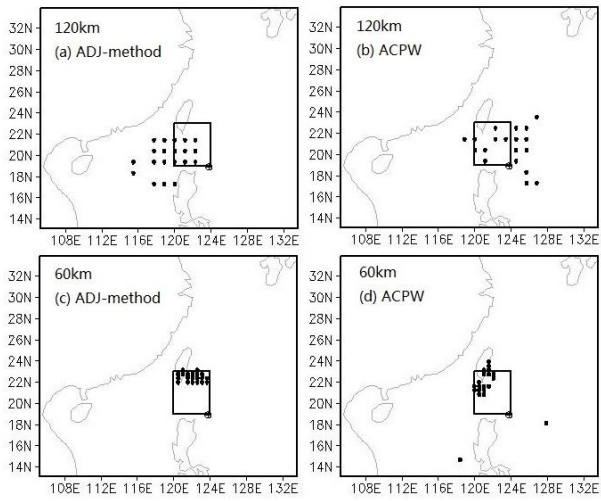 120km
(a) ADJ-method
32N
30N
28N
26N
24N
22N
20N
18N
16N
14N
108E 112E 116E 120E 124E 128E 132E
120km
(b) ACPW
32N
30N
28N
26N
24N
22N
20N
18N
16N
14N
108E 112E 116E 120E 124E 128E 132E
60km
(c) ADJ-method
32N
30N
28N
26N
24N
22N
20N
18N
16N
14N
108E 112E 116E 120E 124E 128E 132E
60km
(d) ACPW
32N
30N
28N
26N
24N
22N
20N
18N
16N
14N
108E 112E 116E 120E 124E 128E 132E